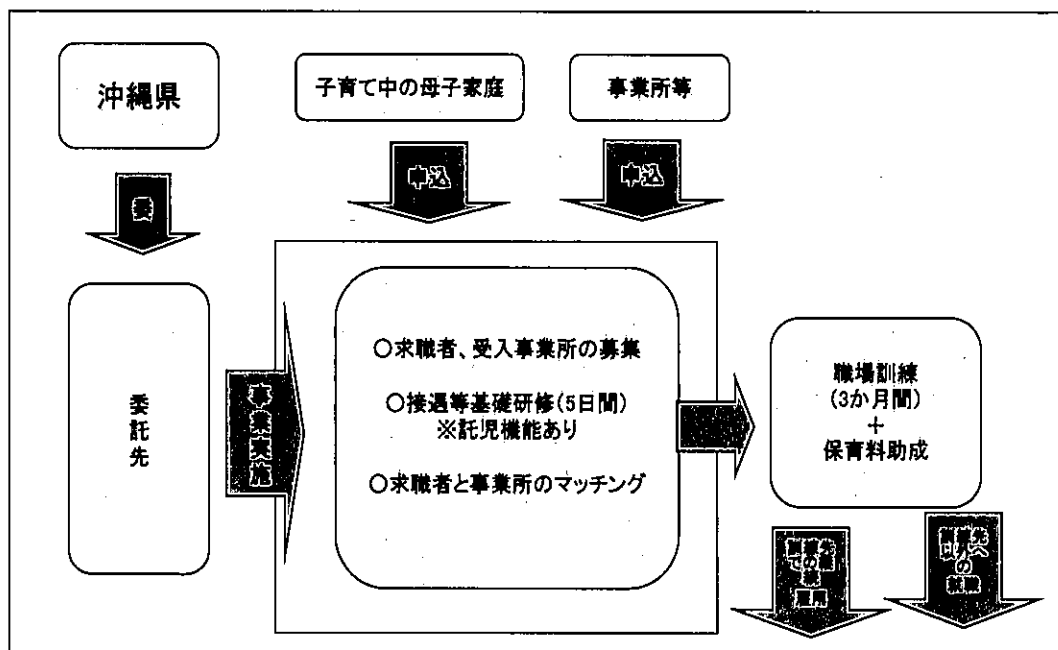 沖縄県
子育て中の母子家庭
事業所等
委
申込
申込
委託先
事業実施
○求職者、受入事業所の募集
○接遇等基礎研修(5日間)
※託児機能あり
○求職者と事業所のマッチング
職場訓練
(3か月間)
+
保育料助成